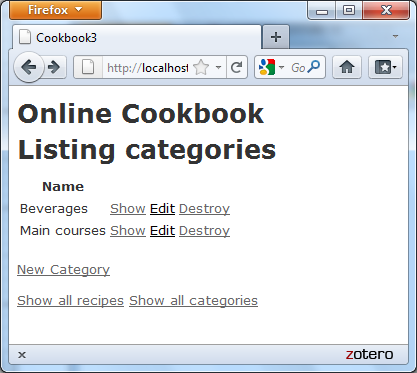 Firefox
Cookbook3
http://localhost
Go
Online Cookbook
Listing categories
Name
Beverages Show Edit Destroy
Main courses Show Edit Destroy
New Category
Show all recipes Show all categories
x zotero